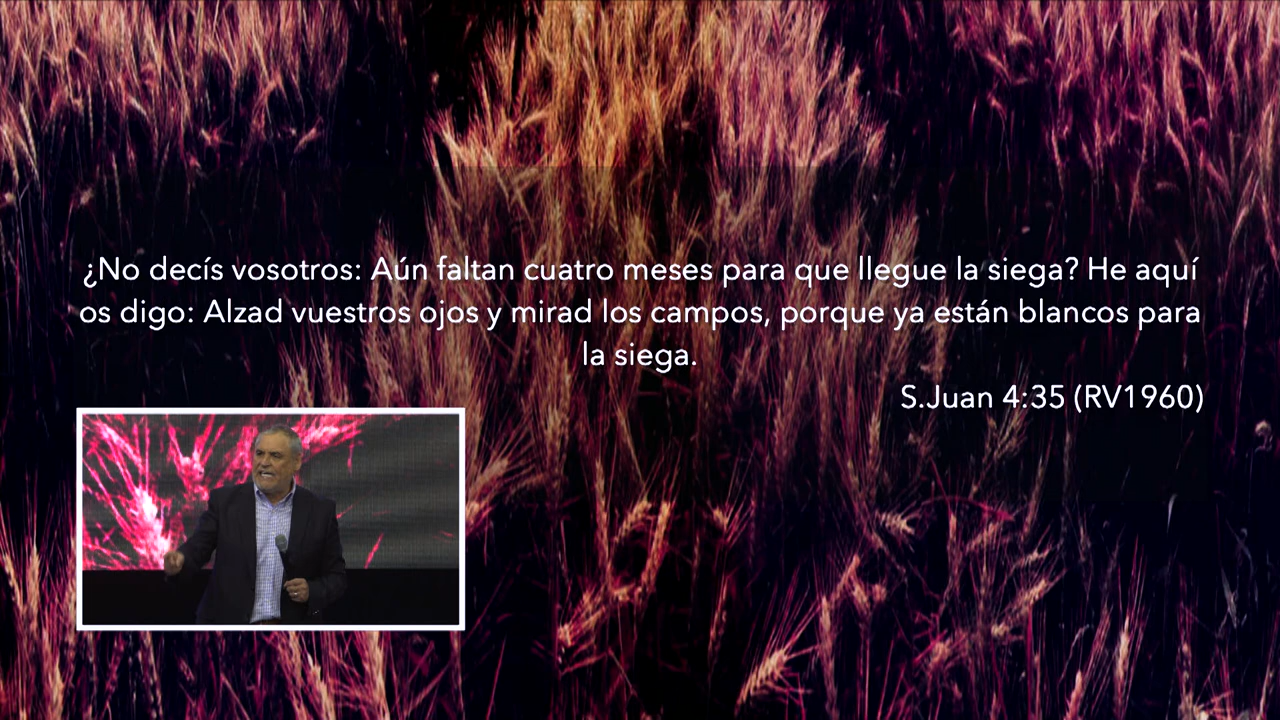 ¿No decís vosotros: Aún faltan cuatro meses para que llegue la siega? He aquí
os digo: Alzad vuestros ojos y mirad los campos, porque ya están blancos para
la siega.
S.Juan 4:35 (RV1960)